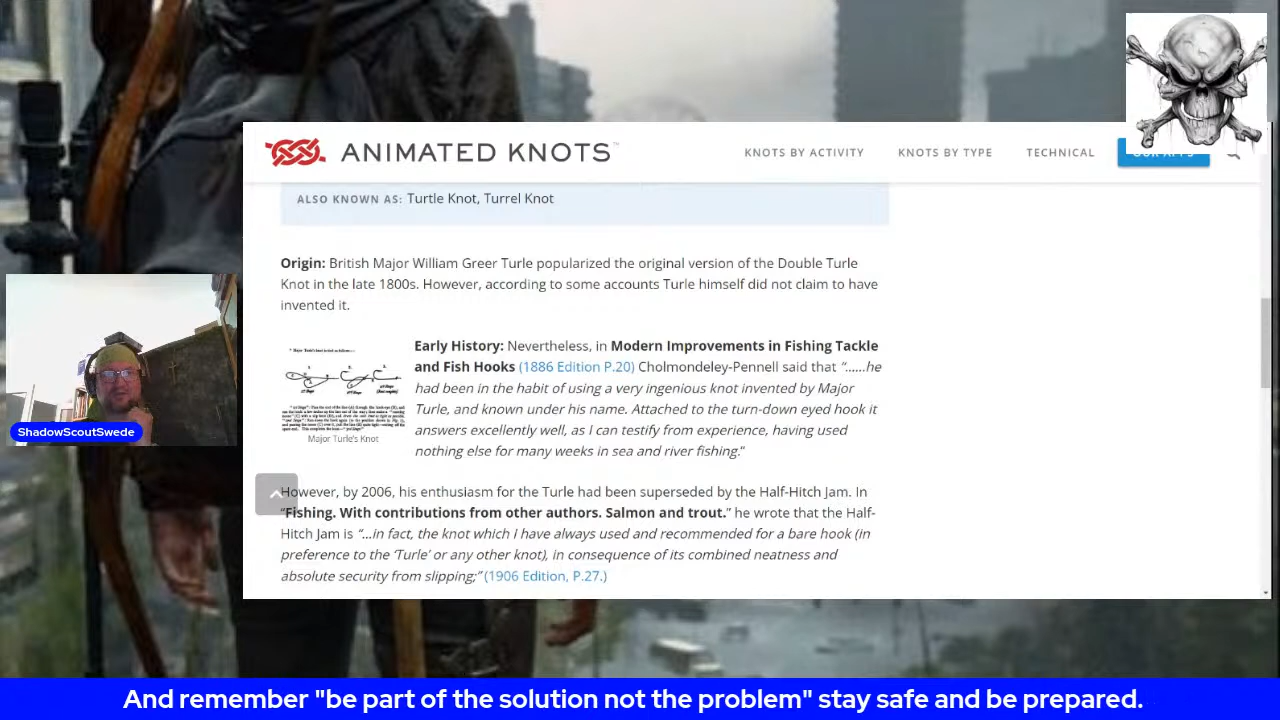 ANIMATED KNOTS™
KNOTS BY ACTIVITY
KNOTS BY TYPE
TECHNICAL
OUR APPS
ALSO KNOWN AS: Turtle Knot, Turrel Knot
Origin: British Major William Greer Turle popularized the original version of the Double Turle
Knot in the late 1800s. However, according to some accounts Turle himself did not claim to have
invented it.
Early History: Nevertheless, in Modern Improvements in Fishing Tackle
and Fish Hooks (1886 Edition P.20) Cholmondeley-Pennell said that “......he
had been in the habit of using a very ingenious knot invented by Major
Turle, and known under his name. Attached to the turn-down eyed hook it
answers excellently well, as I can testify from experience, having used
nothing else for many weeks in sea and river fishing.“
Major Turle's Knot
However, by 2006, his enthusiasm for the Turle had been superseded by the Half-Hitch Jam. In
“Fishing. With contributions from other authors. Salmon and trout.” he wrote that the Half-
Hitch Jam is “...in fact, the knot which I have always used and recommended for a bare hook (in
preference to the ‘Turle’ or any other knot), in consequence of its combined neatness and
absolute security from slipping;” (1906 Edition, P.27.)
ShadowScoutSwede
And remember "be part of the solution not the problem" stay safe and be prepared.